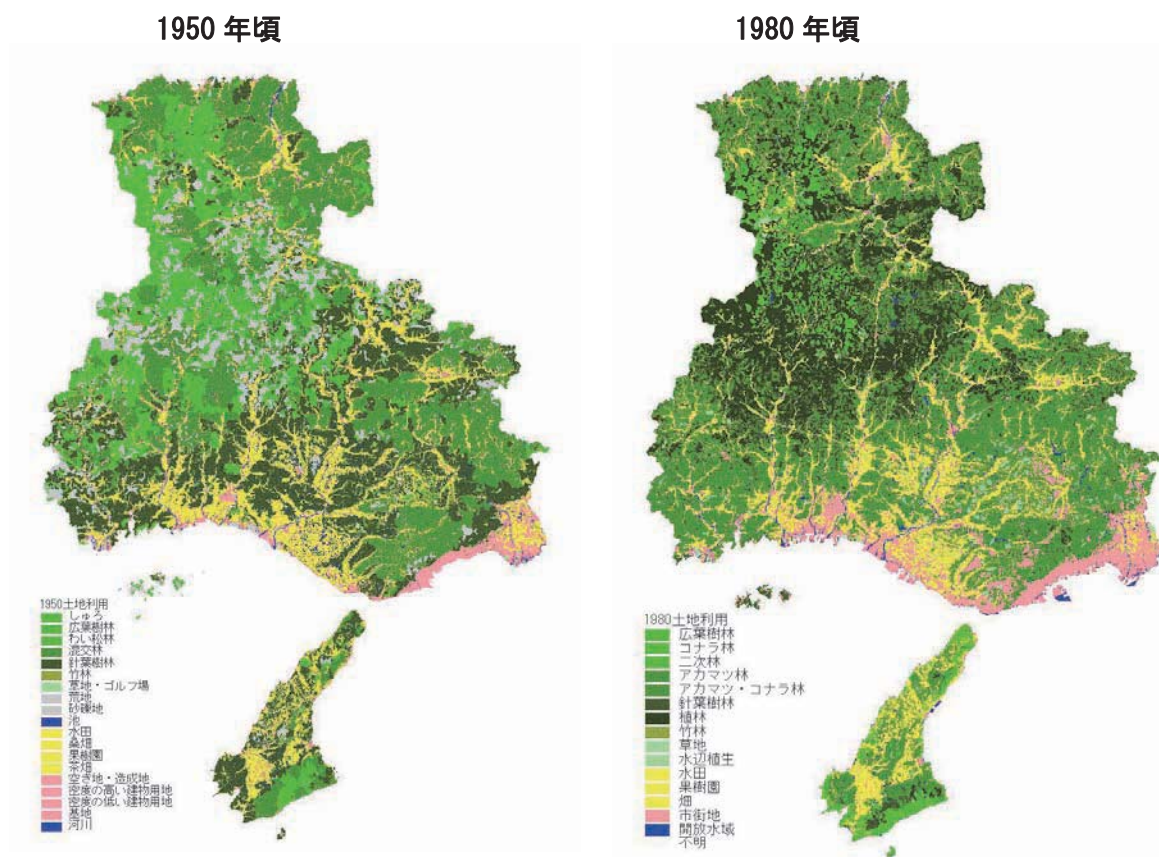 1950 年頃
1950土地利用
しゅろ
広葉樹林
わい松林
混交林
針葉樹林
竹林
墓地・ゴルフ場
荒地
砂礫地
池
水田
桑畑
果樹園
茶畑
空き地・造成地
密度の高い建物用地
密度の低い建物用地
基地
河川
1980 年頃
1980土地利用
広葉樹林
コナラ林
二次林
アカマツ林
アカマツ・コナラ林
針葉樹林
植林
竹林
草地
水辺植生
水田
果樹園
畑
市街地
開放水域
不明